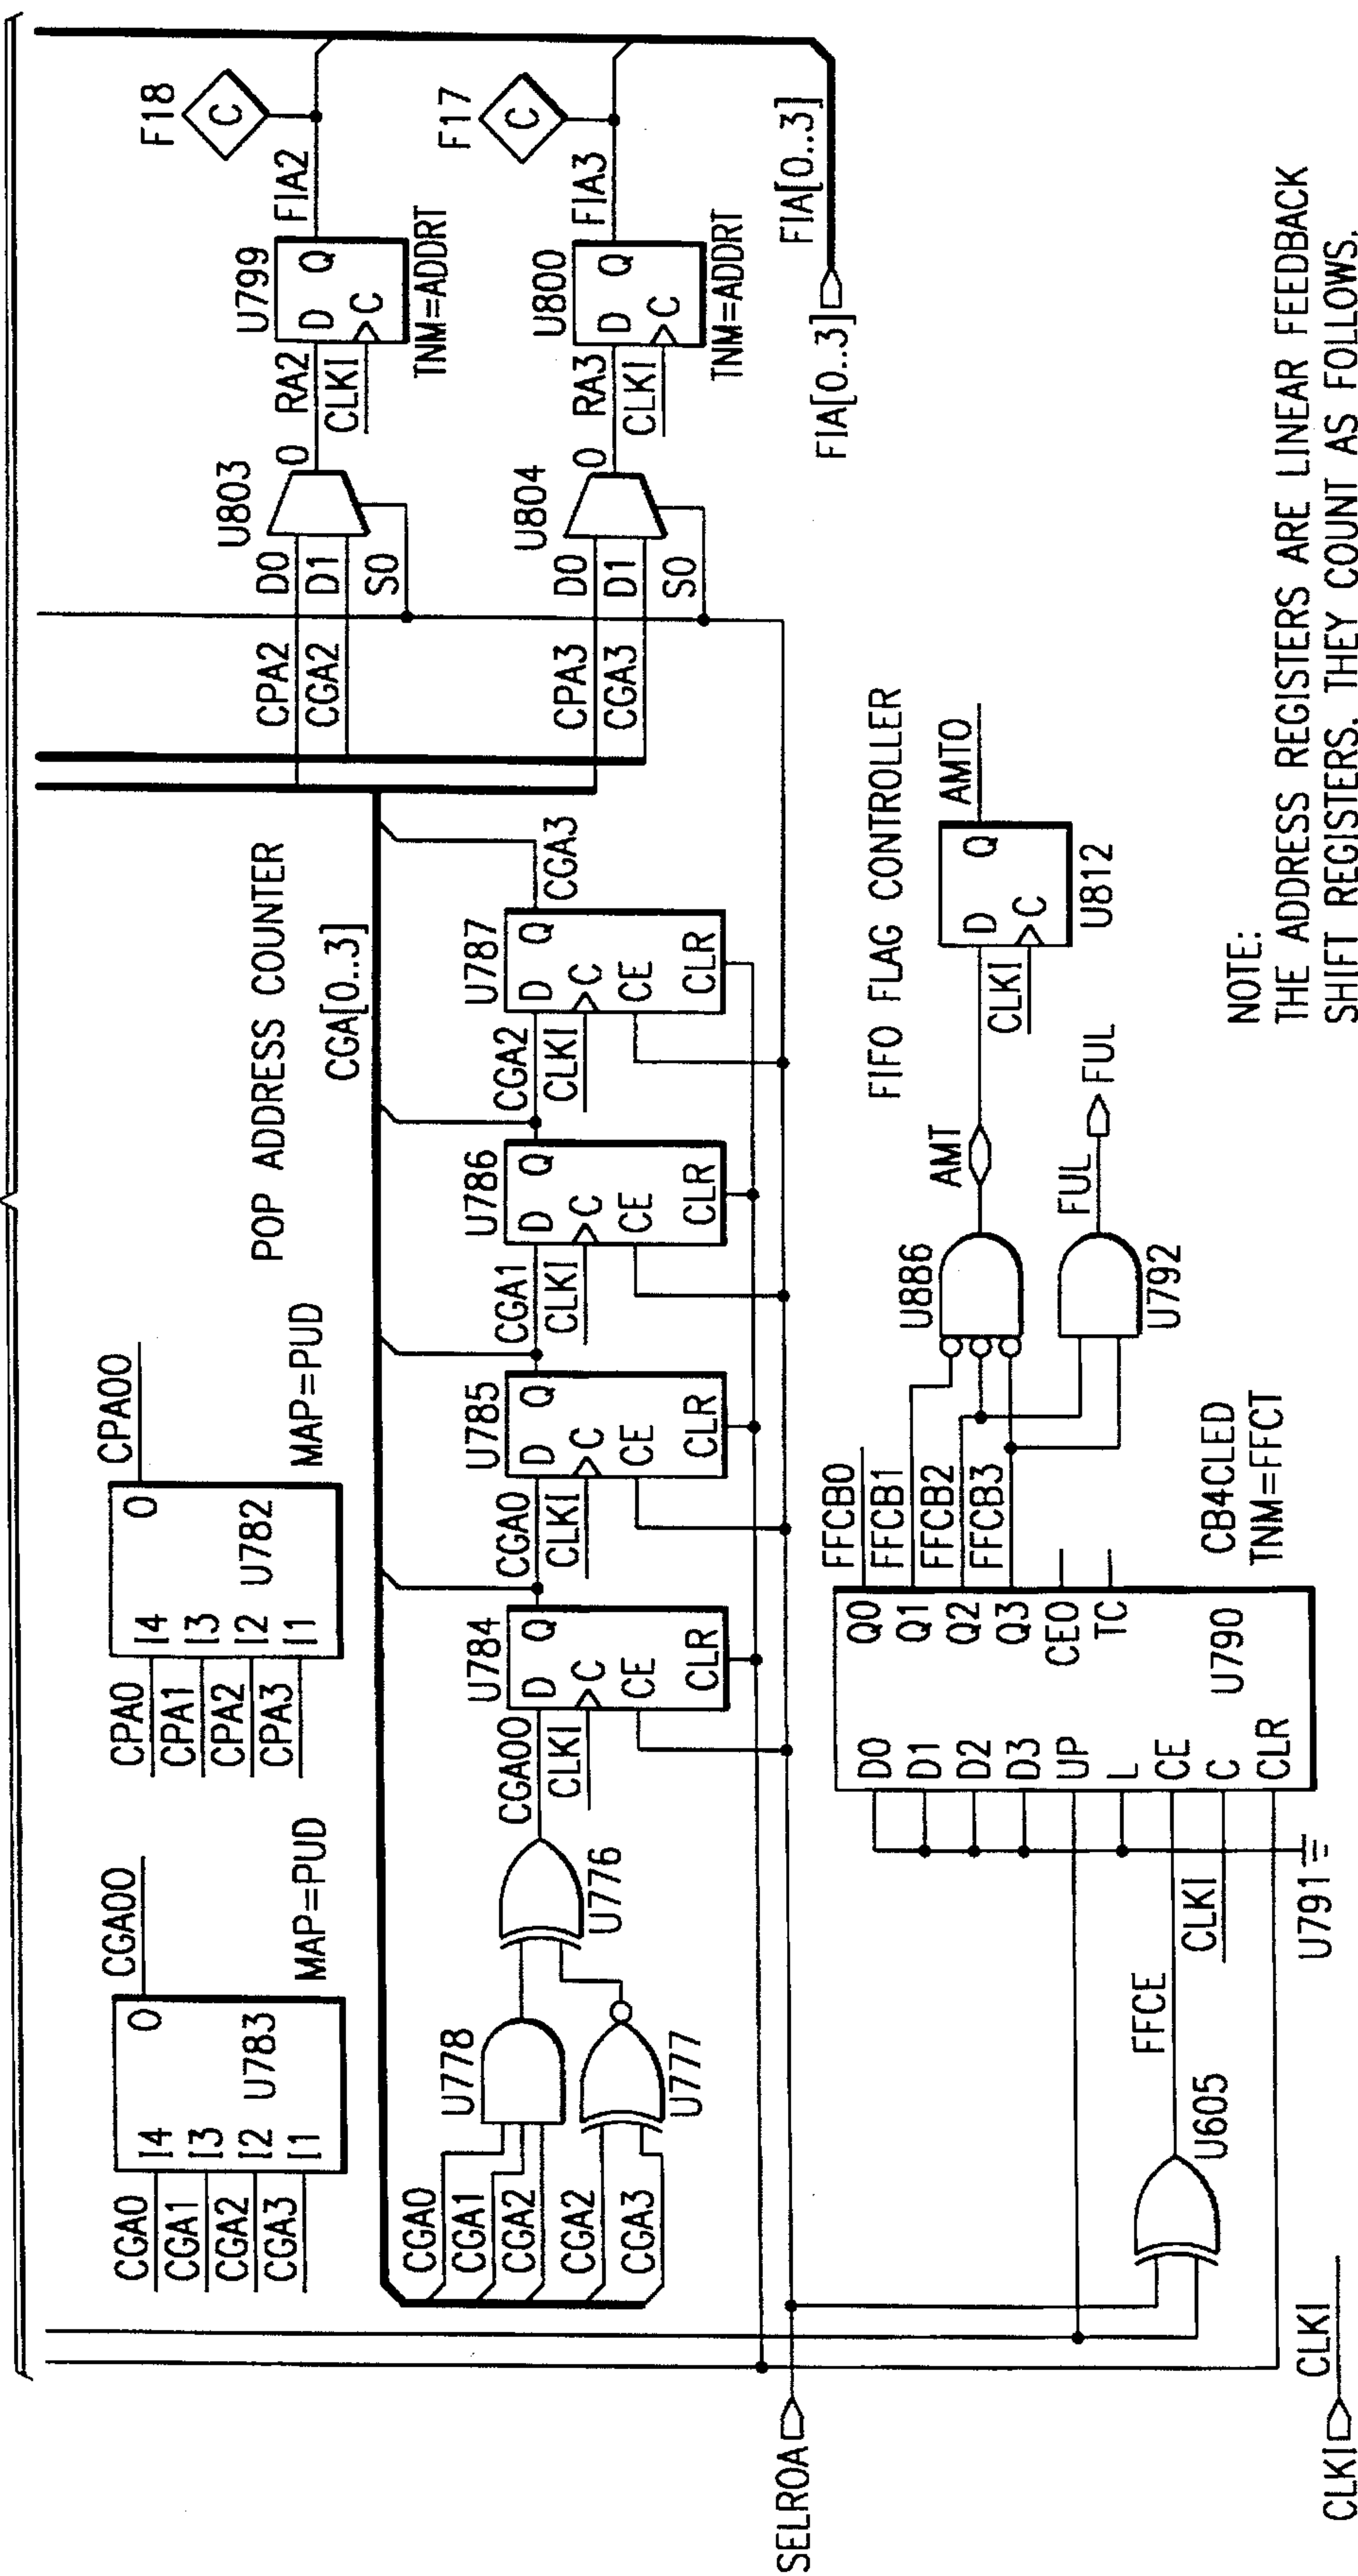 CGA0
CGA1
CGA2
CGA3
I4
I3
I2
I1
O
U783
CGA00
MAP=PUD
CPA0
CPA1
CPA2
CPA3
I4
I3
I2
I1
O
U782
CPA00
MAP=PUD
POP ADDRESS COUNTER
CGA[0..3]
CGA0
CGA1
CGA2
CGA2
CGA3
U778
U777
U776
CGA00
CLKI
U784
D Q
C
CE
CLR
CGA0
CLKI
U785
D Q
C
CE
CLR
CGA1
CLKI
U786
D Q
C
CE
CLR
CGA2
CLKI
U787
D Q
C
CE
CLR
CGA3
CPA2
CGA2
D0
D1
S0
U803
O
RA2
CLKI
U799
D Q
C
TNM=ADDRT
FIA2
F18
C
CPA3
CGA3
D0
D1
S0
U804
O
RA3
CLKI
U800
D Q
C
TNM=ADDRT
FIA3
F17
C
FIA[0..3]
FIA[0..3]
SELROA
U605
FFCE
CLKI
U791
D0
D1
D2
D3
UP
L
CE
C
CLR
Q0
Q1
Q2
Q3
CEO
TC
U790
CB4CLED
TNM=FFCT
FFCB0
FFCB1
FFCB2
FFCB3
U886
U792
AMT
FUL
FUL
FIFO FLAG CONTROLLER
CLKI
D Q
C
U812
AMTO
CLKI
CLKI
NOTE:
THE ADDRESS REGISTERS ARE LINEAR FEEDBACK
SHIFT REGISTERS. THEY COUNT AS FOLLOWS.